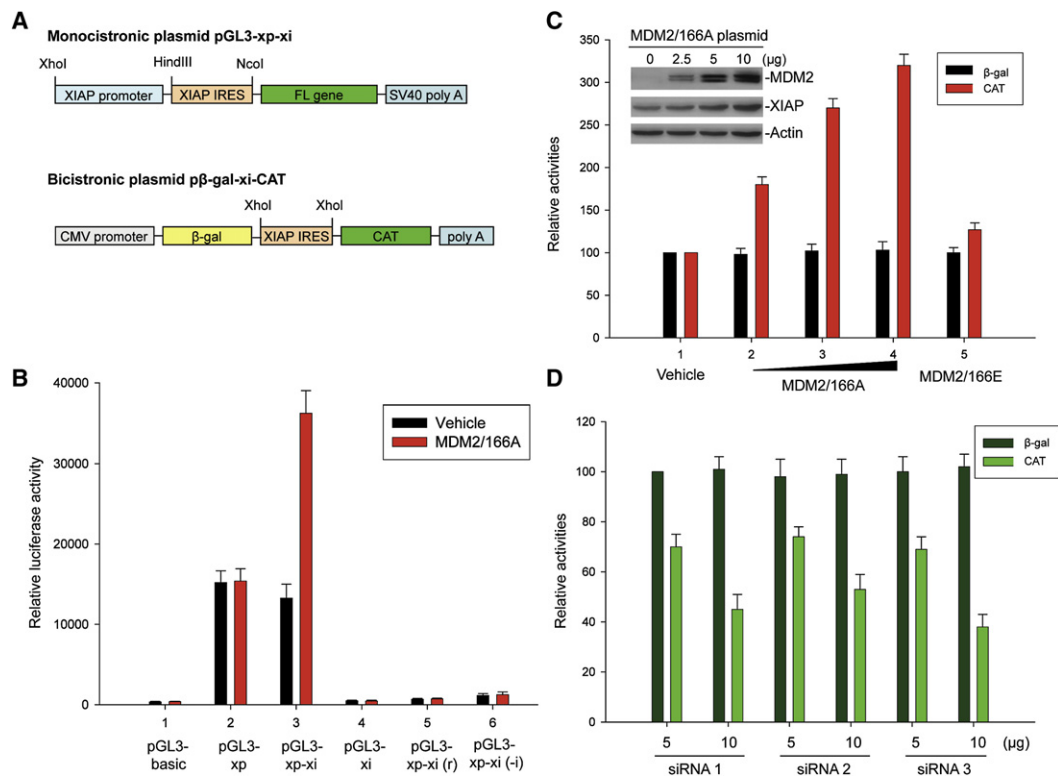 A
Monocistronic plasmid pGL3-xp-xi
XhoI
HindIII
NcoI
XIAP promoter
XIAP IRES
FL gene
SV40 poly A
Bicistronic plasmid pβ-gal-xi-CAT
XhoI
XhoI
CMV promoter
β-gal
XIAP IRES
CAT
poly A
B
Relative luciferase activity
40000
30000
20000
10000
0
Vehicle
MDM2/166A
1
2
3
4
5
6
pGL3-
basic
pGL3-
xp
pGL3-
xp-xi
pGL3-
xi
pGL3-
xp-xi (r)
pGL3-
xp-xi (-i)
C
Relative activities
350
300
250
200
150
100
50
0
MDM2/166A plasmid
0 2.5 5 10 (µg)
-MDM2
-XIAP
-Actin
β-gal
CAT
1
2
3
4
5
Vehicle
MDM2/166A
MDM2/166E
D
Relative activities
120
100
80
60
40
20
0
β-gal
CAT
5 10 5 10 5 10 (µg)
siRNA 1
siRNA 2
siRNA 3